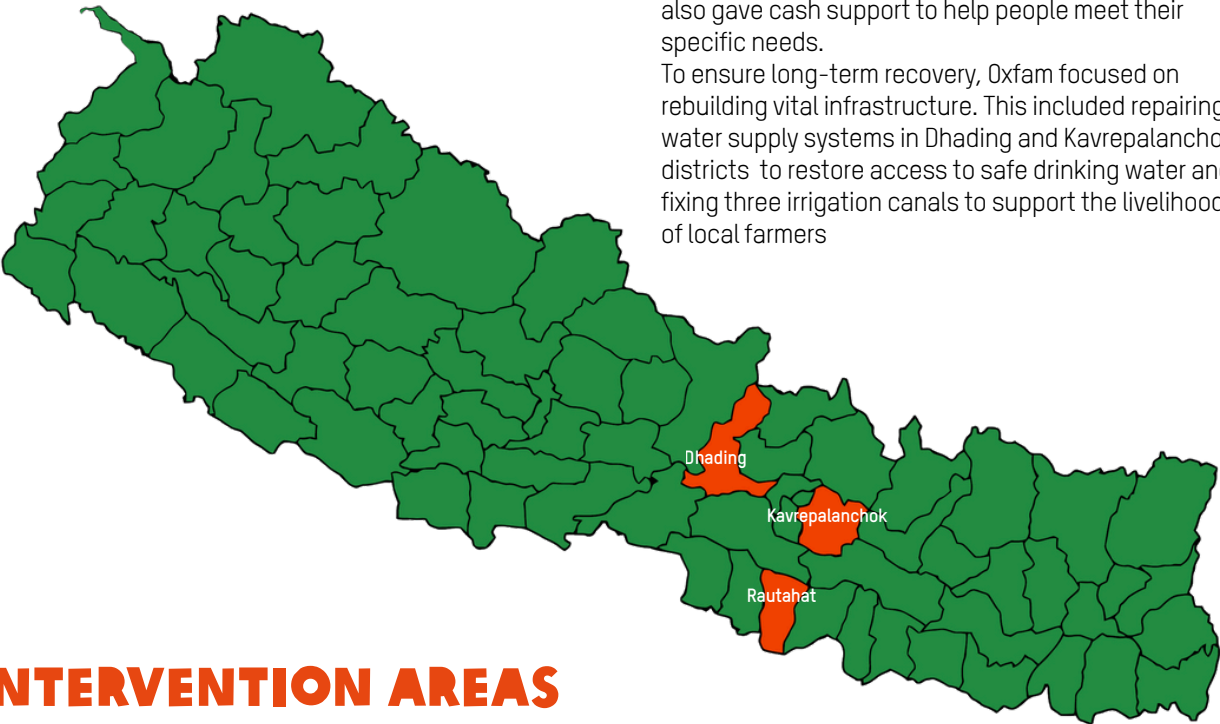 also gave cash support to help people meet their
specific needs.
To ensure long-term recovery, Oxfam focused on
rebuilding vital infrastructure. This included repairing
water supply systems in Dhading and Kavrepalancho
districts to restore access to safe drinking water an
fixing three irrigation canals to support the livelihood
of local farmers
Dhading
Kavrepalanchok
Rautahat
NTERVENTION AREAS